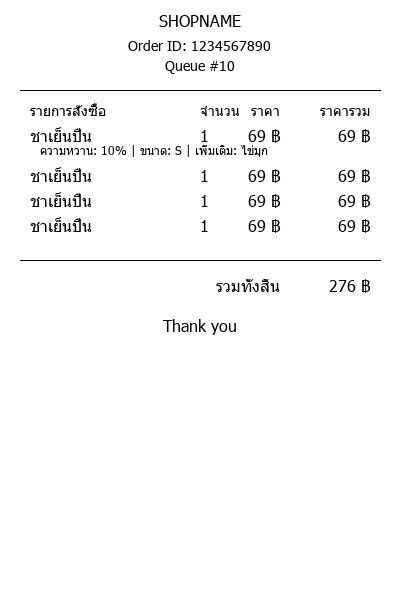 SHOPNAME
Order ID: 1234567890
Queue #10
รายการสั่งซื้อ จำนวน ราคา ราคารวม
ชาเย็นปั่น 1 69 ฿ 69 ฿
ความหวาน: 10% | ขนาด: S | เพิ่มเติม: ไข่มุก
ชาเย็นปั่น 1 69 ฿ 69 ฿
ชาเย็นปั่น 1 69 ฿ 69 ฿
ชาเย็นปั่น 1 69 ฿ 69 ฿
รวมทั้งสิ้น 276 ฿
Thank you